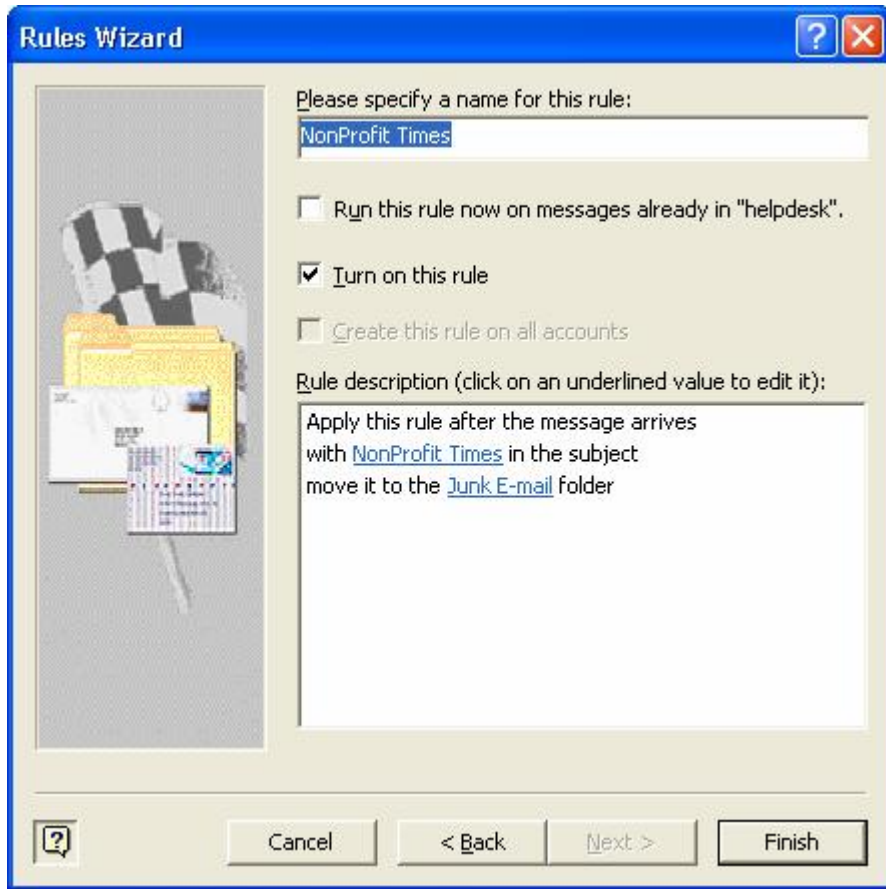 Rules Wizard
Please specify a name for this rule:
NonProfit Times
Run this rule now on messages already in "helpdesk".
Turn on this rule
Create this rule on all accounts
Rule description (click on an underlined value to edit it):
Apply this rule after the message arrives
with NonProfit Times in the subject
move it to the Junk E-mail folder
Cancel
< Back
Next >
Finish